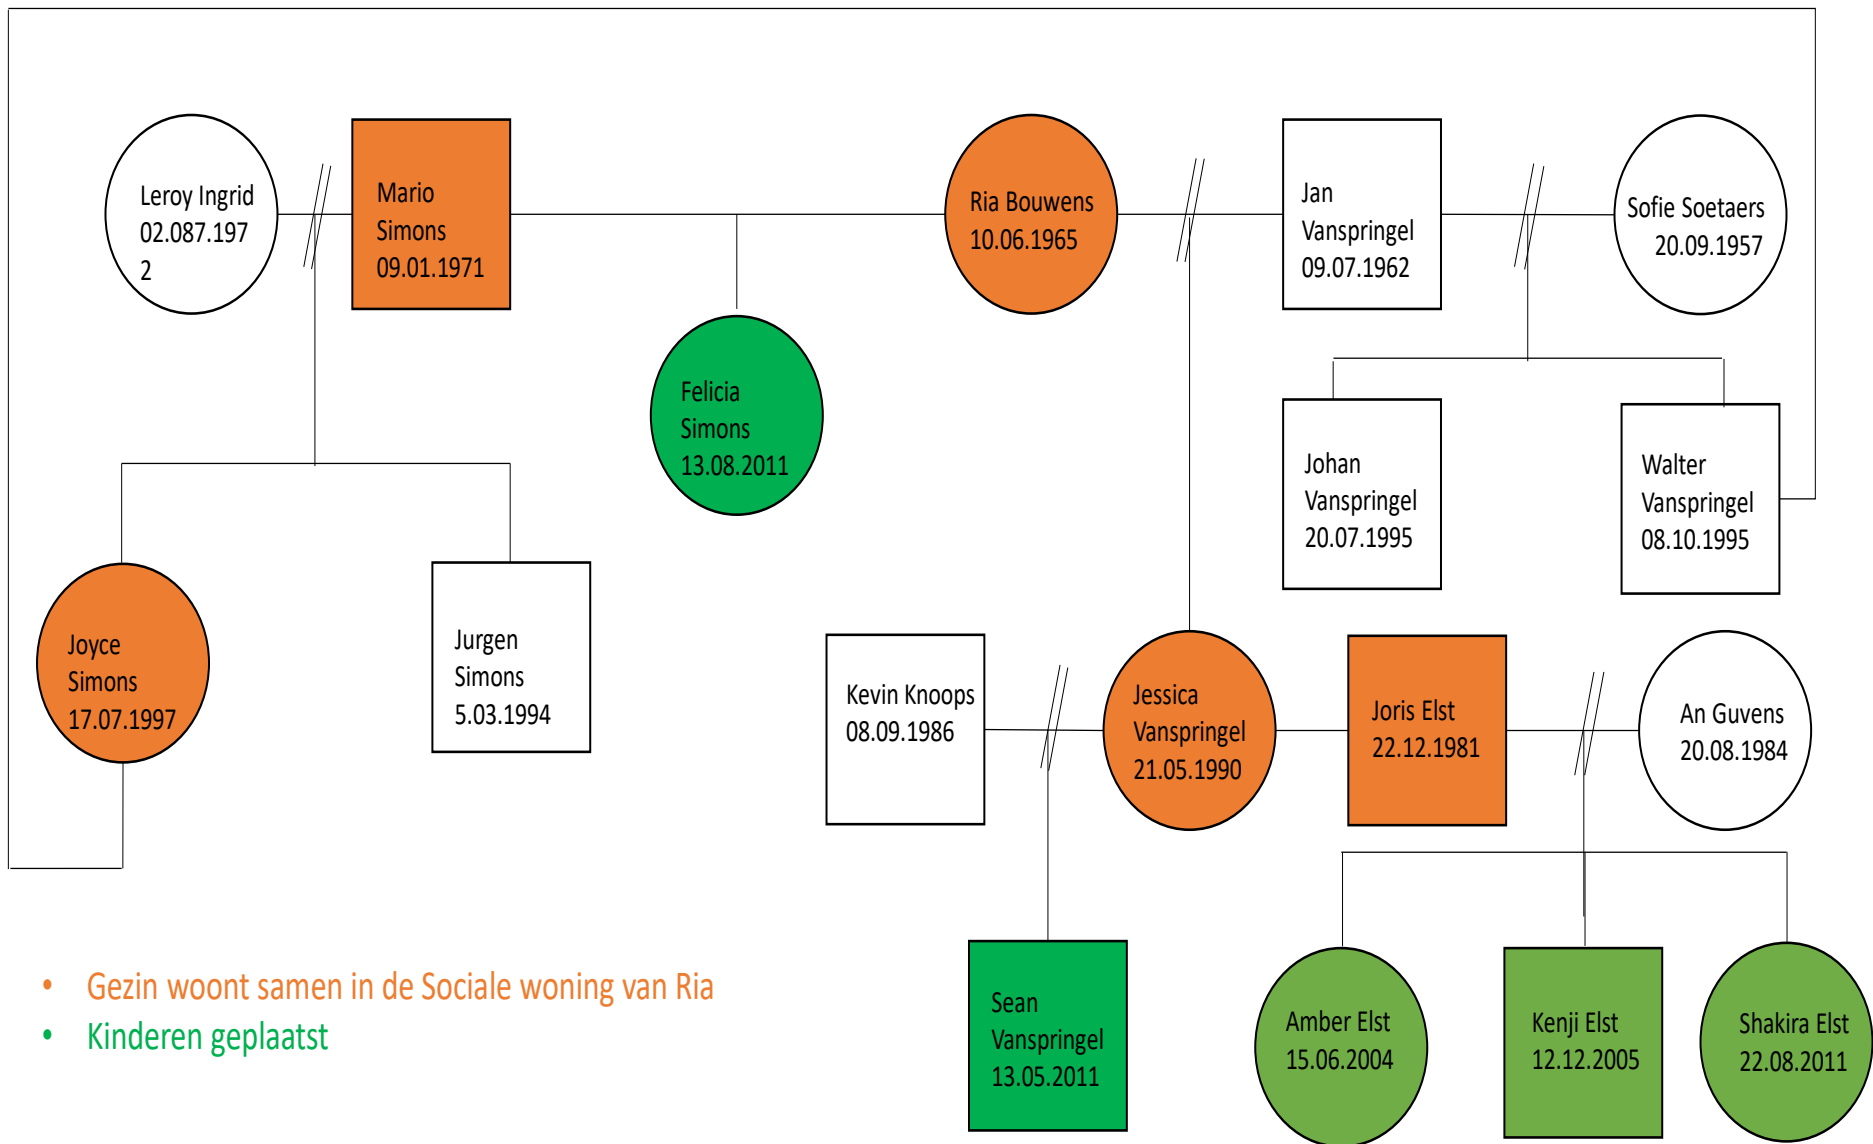 Leroy Ingrid
02.087.197
2
Mario
Simons
09.01.1971
Ria Bouwens
10.06.1965
Jan
Vanspringel
09.07.1962
Sofie Soetaers
20.09.1957
Felicia
Simons
13.08.2011
Johan
Vanspringel
20.07.1995
Walter
Vanspringel
08.10.1995
Joyce
Simons
17.07.1997
Jurgen
Simons
5.03.1994
Kevin Knoops
08.09.1986
Jessica
Vanspringel
21.05.1990
Joris Elst
22.12.1981
An Guvens
20.08.1984
• Gezin woont samen in de Sociale woning van Ria
• Kinderen geplaatst
Sean
Vanspringel
13.05.2011
Amber Elst
15.06.2004
Kenji Elst
12.12.2005
Shakira Elst
22.08.2011